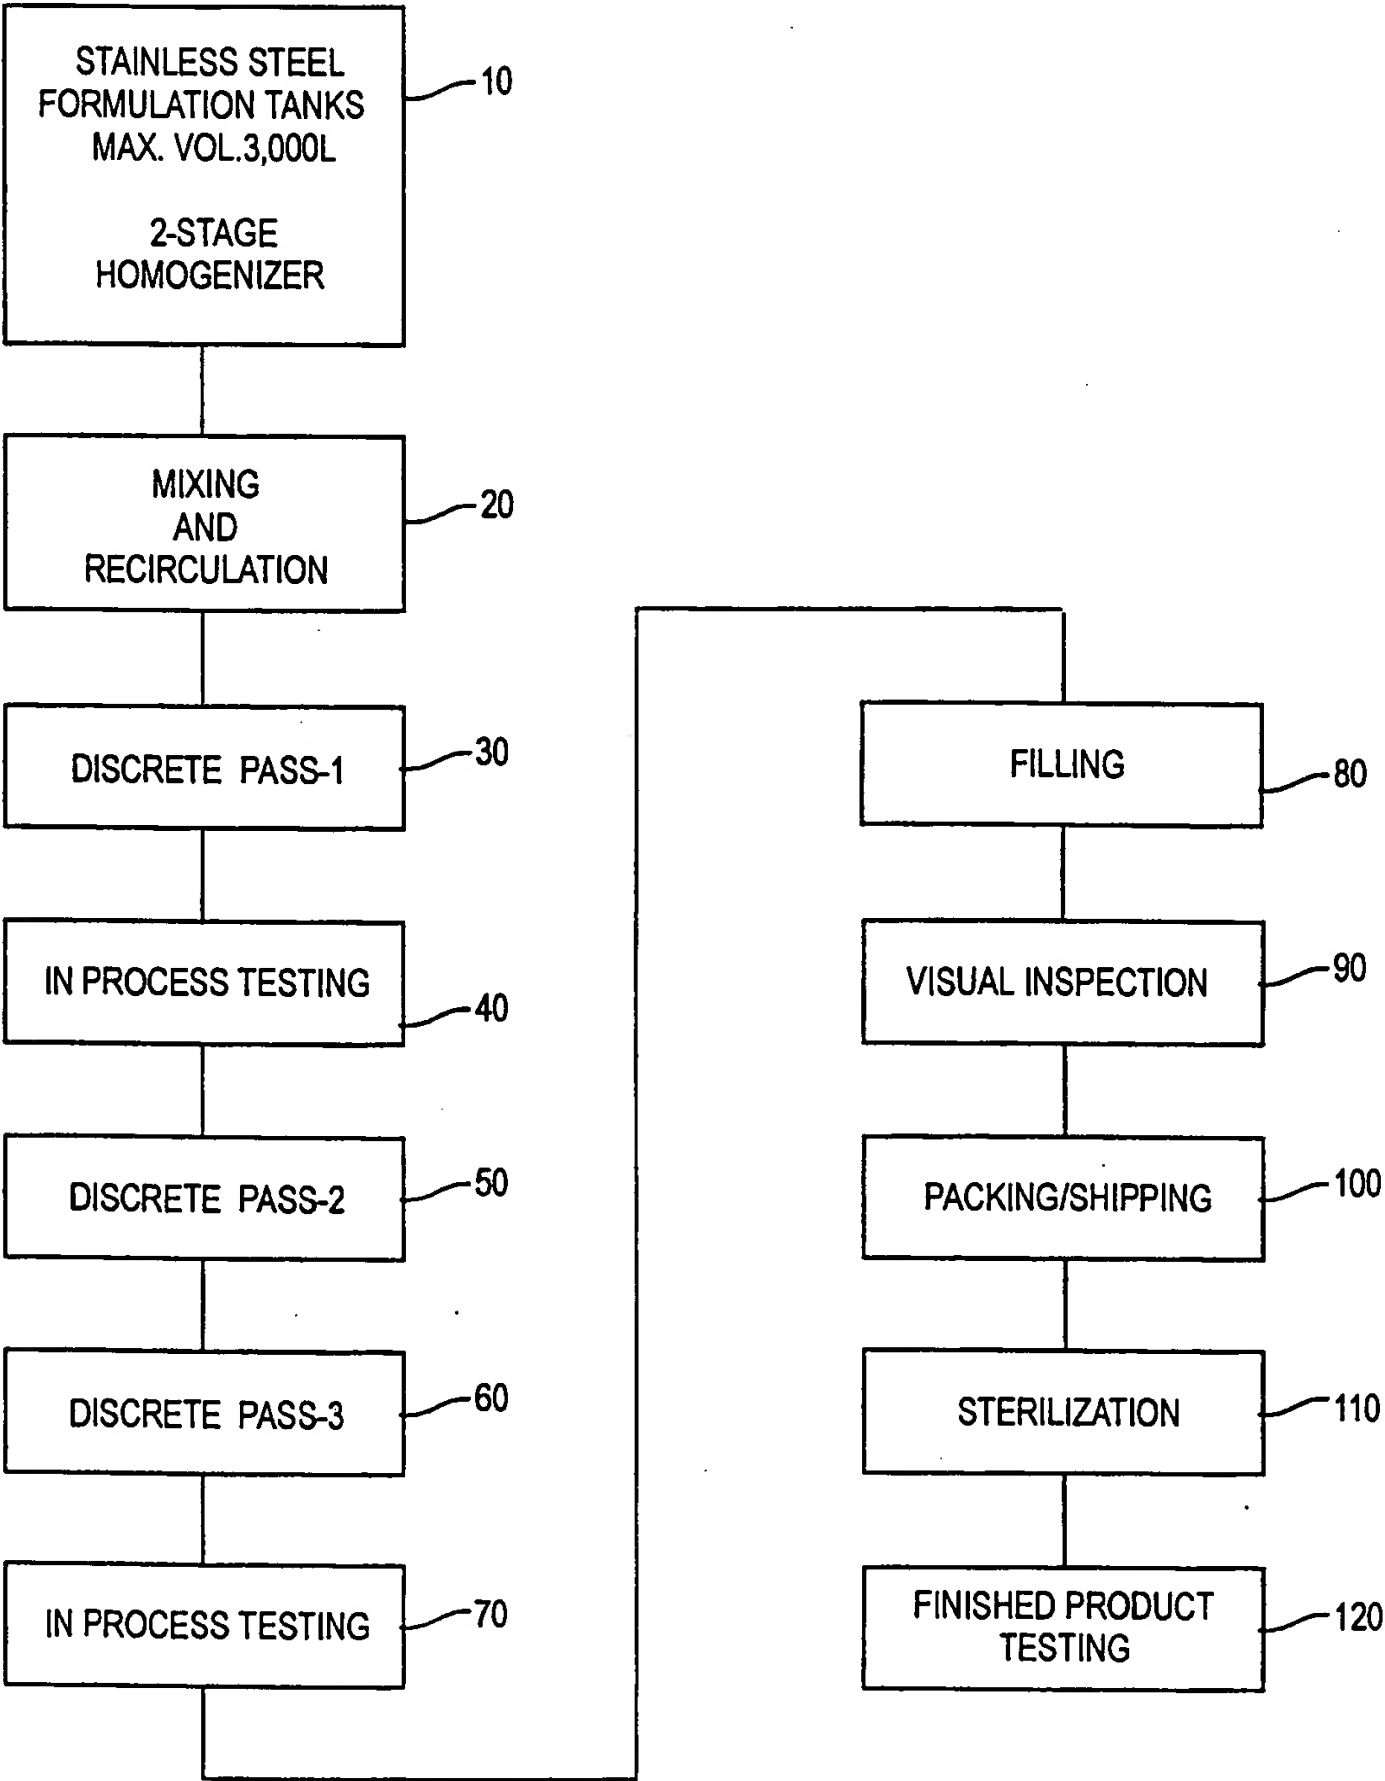 STAINLESS STEEL
FORMULATION TANKS
MAX. VOL.3,000L
2-STAGE
HOMOGENIZER
10
MIXING
AND
RECIRCULATION
20
DISCRETE PASS-1
30
IN PROCESS TESTING
40
DISCRETE PASS-2
50
DISCRETE PASS-3
60
IN PROCESS TESTING
70
FILLING
80
VISUAL INSPECTION
90
PACKING/SHIPPING
100
STERILIZATION
110
FINISHED PRODUCT
TESTING
120